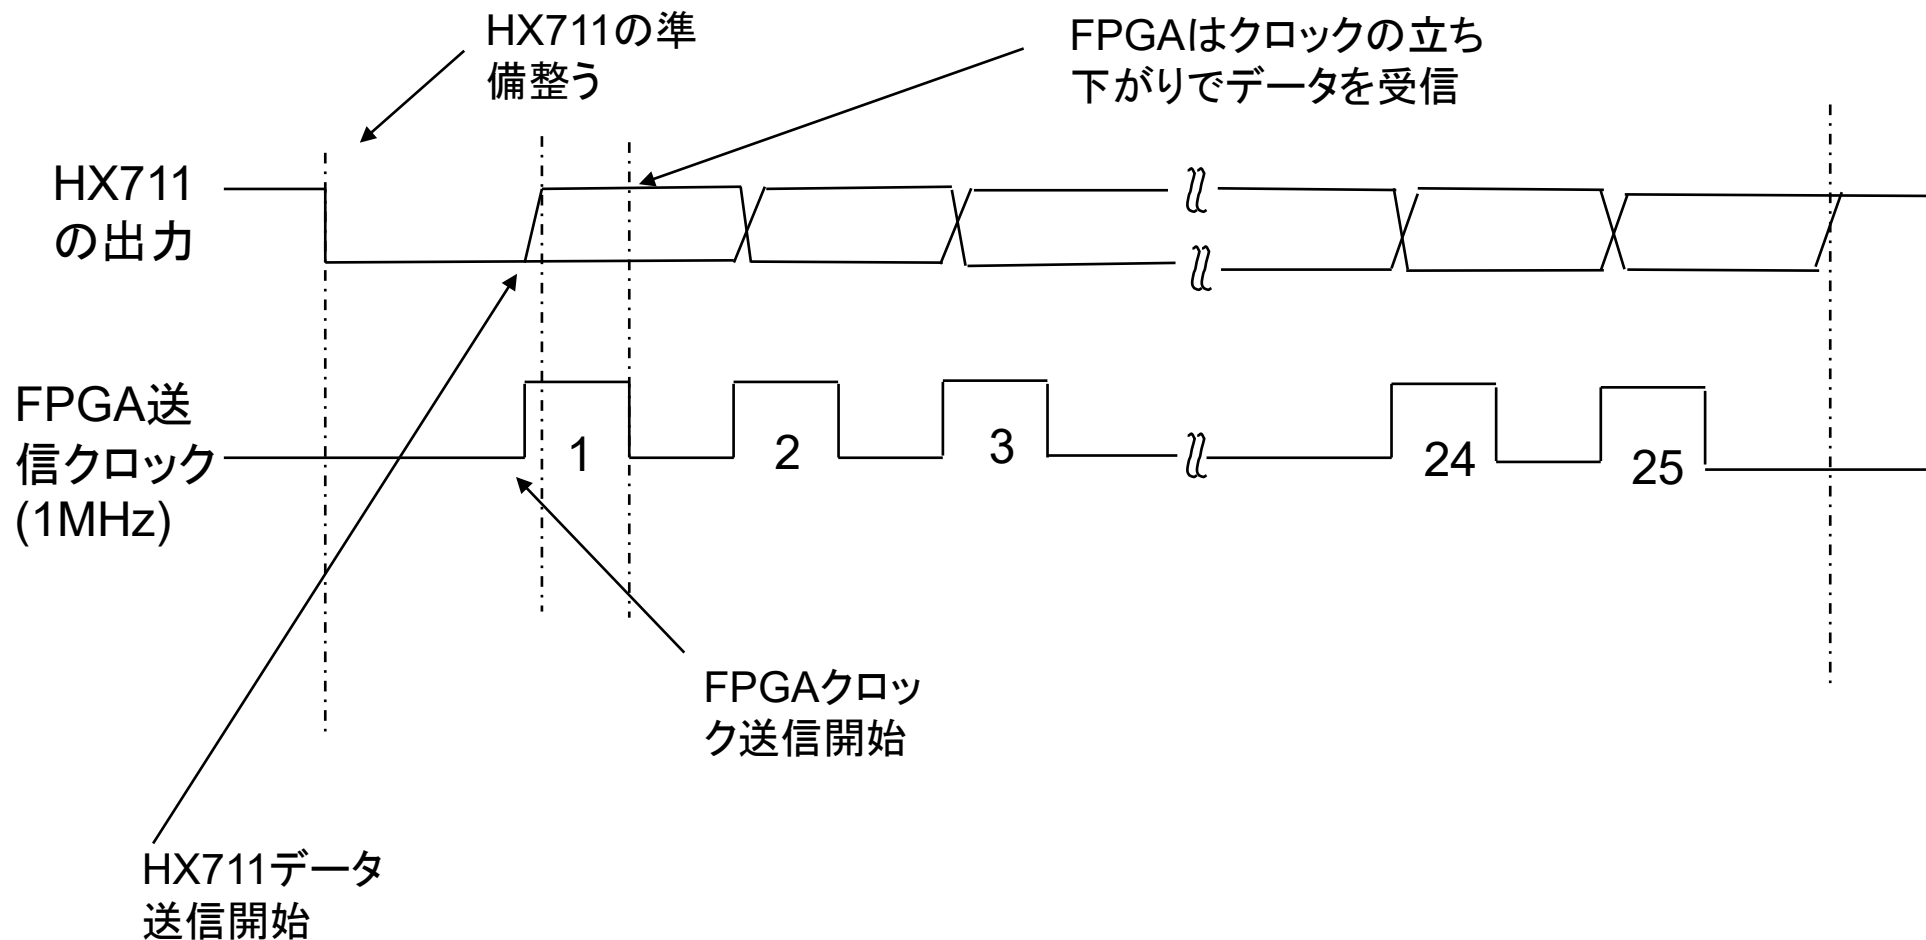 HX711の準
備整う
FPGAはクロックの立ち
下がりでデータを受信
HX711
の出力
FPGA送
信クロック
(1MHz)
1
2
3
24
25
FPGAクロッ
ク送信開始
HX711データ
送信開始